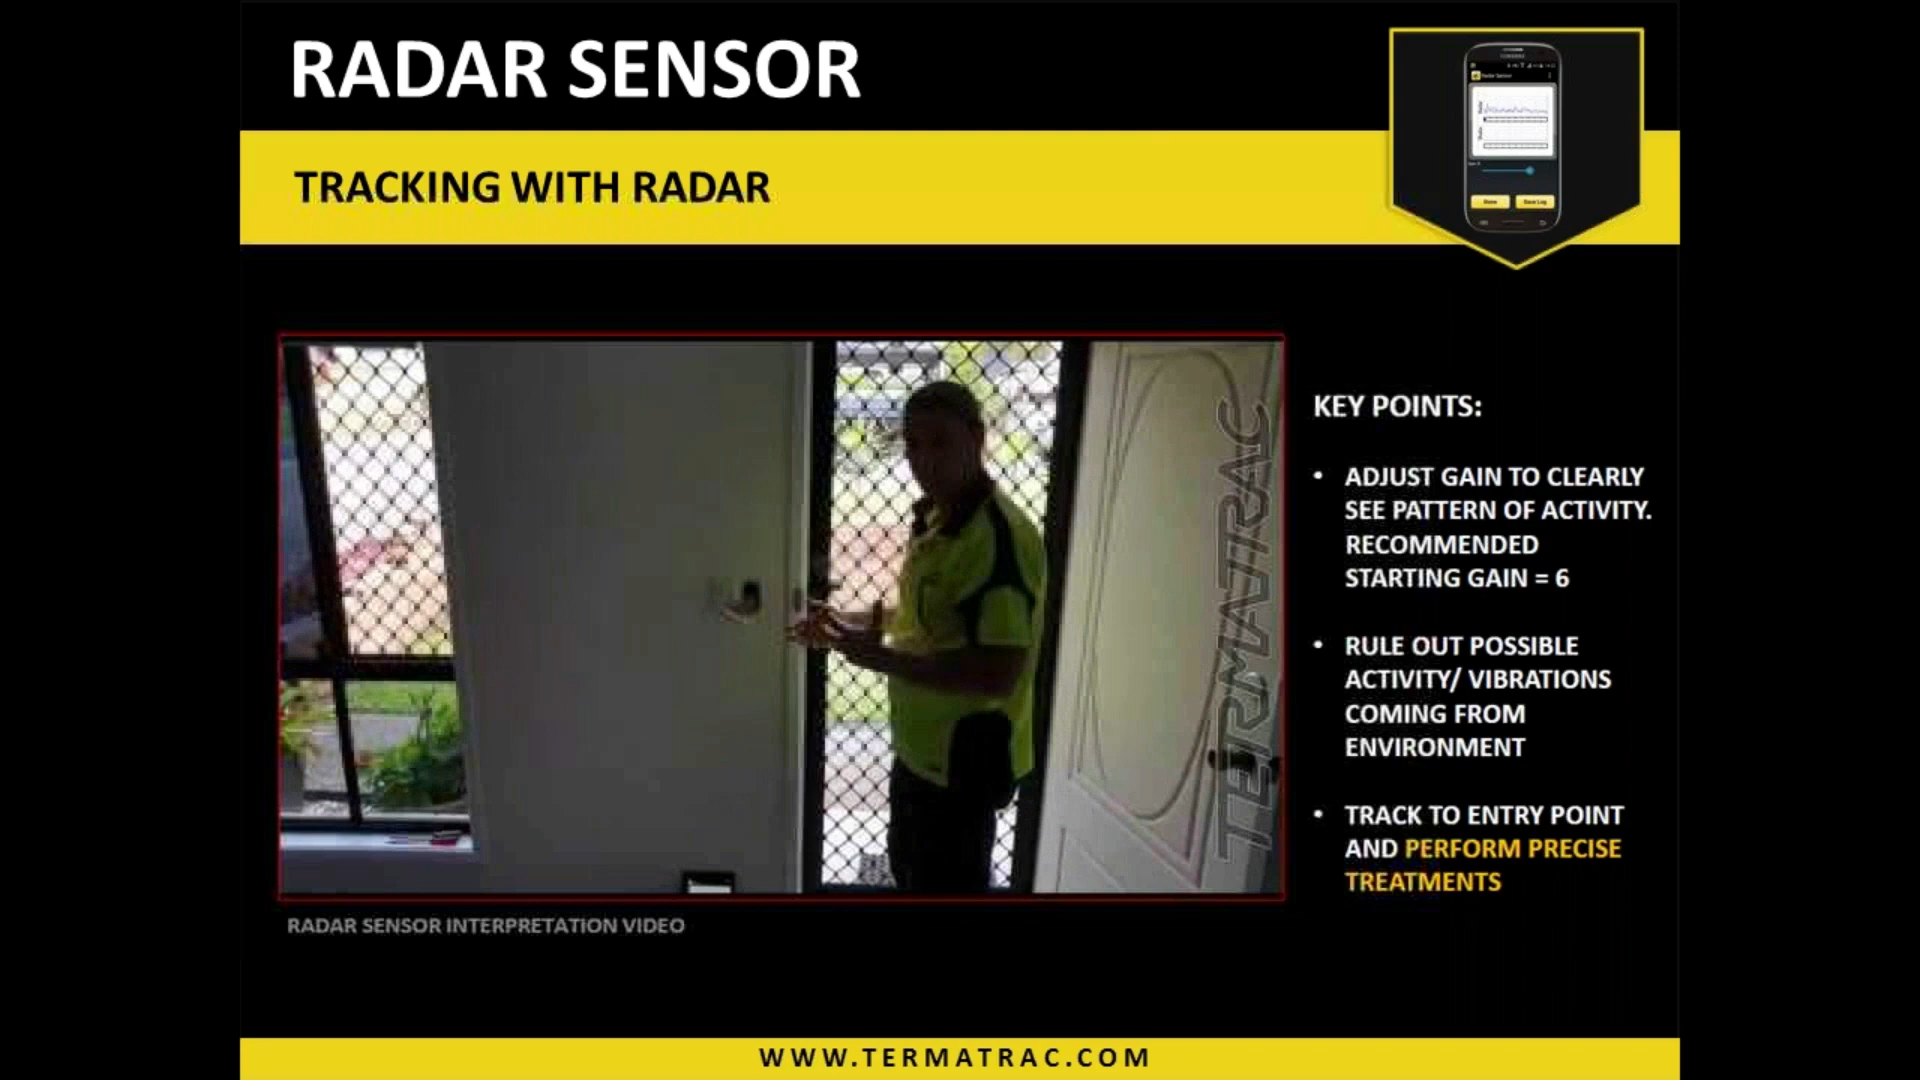 RADAR SENSOR
TRACKING WITH RADAR
Radar Sensor
TERMATRAC
KEY POINTS:
• ADJUST GAIN TO CLEARLY
SEE PATTERN OF ACTIVITY.
RECOMMENDED
STARTING GAIN = 6
• RULE OUT POSSIBLE
ACTIVITY/ VIBRATIONS
COMING FROM
ENVIRONMENT
• TRACK TO ENTRY POINT
AND PERFORM PRECISE
TREATMENTS
RADAR SENSOR INTERPRETATION VIDEO
WWW.TERMATRAC.COM